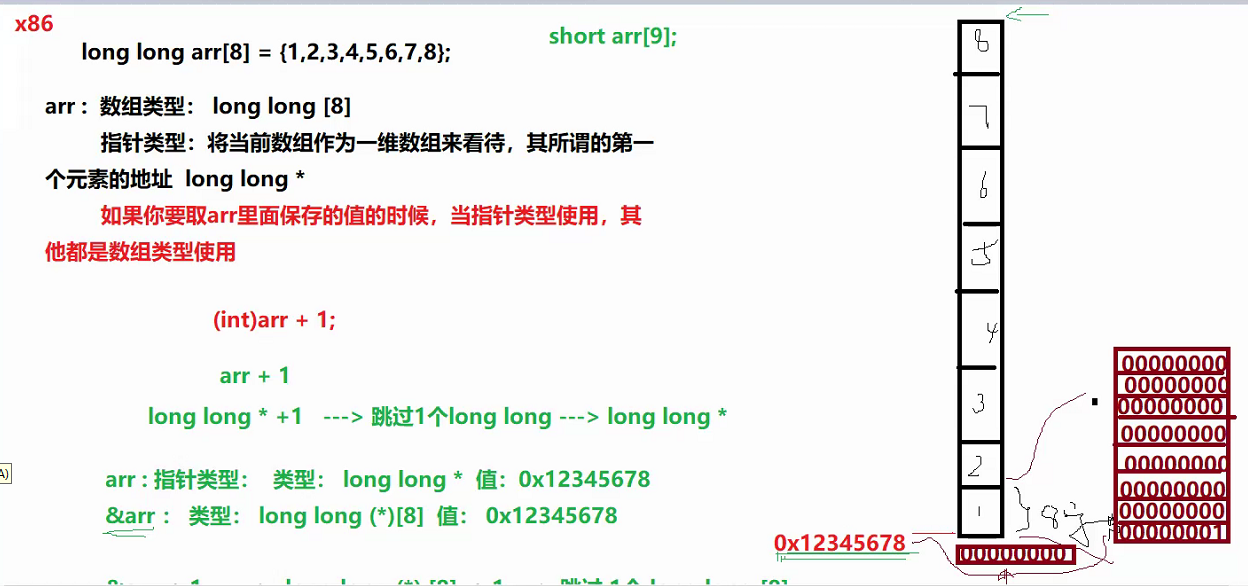 x86
short arr[9];
long long arr[8] = {1,2,3,4,5,6,7,8};
arr： 数组类型： long long [8]
指针类型：将当前数组作为一维数组来看待，其所谓的第一
个元素的地址 long long *
如果你要取arr里面保存的值的时候，当指针类型使用，其
他都是数组类型使用
(int)arr + 1;
arr + 1
long long * +1 ---> 跳过1个long long ---> long long *
arr : 指针类型： 类型： long long * 值：0x12345678
&arr： 类型： long long (*)[8] 值： 0x12345678
8
7
6
5
4
3
2
1
8字
0x12345678
00000000
00000000
00000000
00000000
00000000
00000000
00000000
00000001
A)